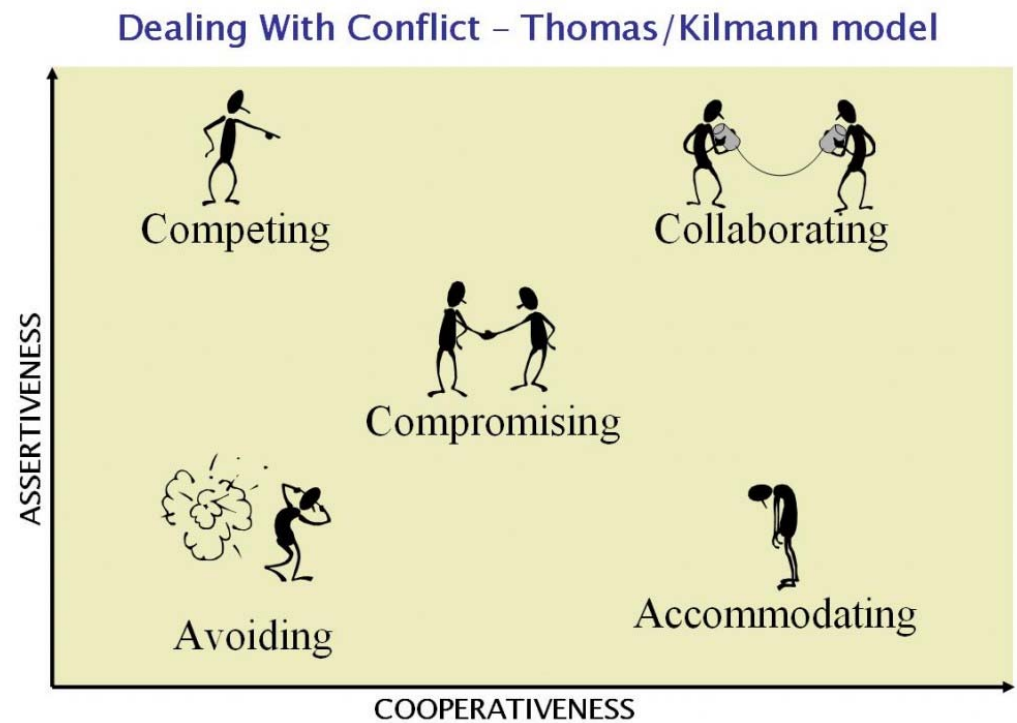 Dealing With Conflict – Thomas/Kilmann model
Competing
Collaborating
Compromising
Avoiding
Accommodating
ASSERTIVENESS
COOPERATIVENESS